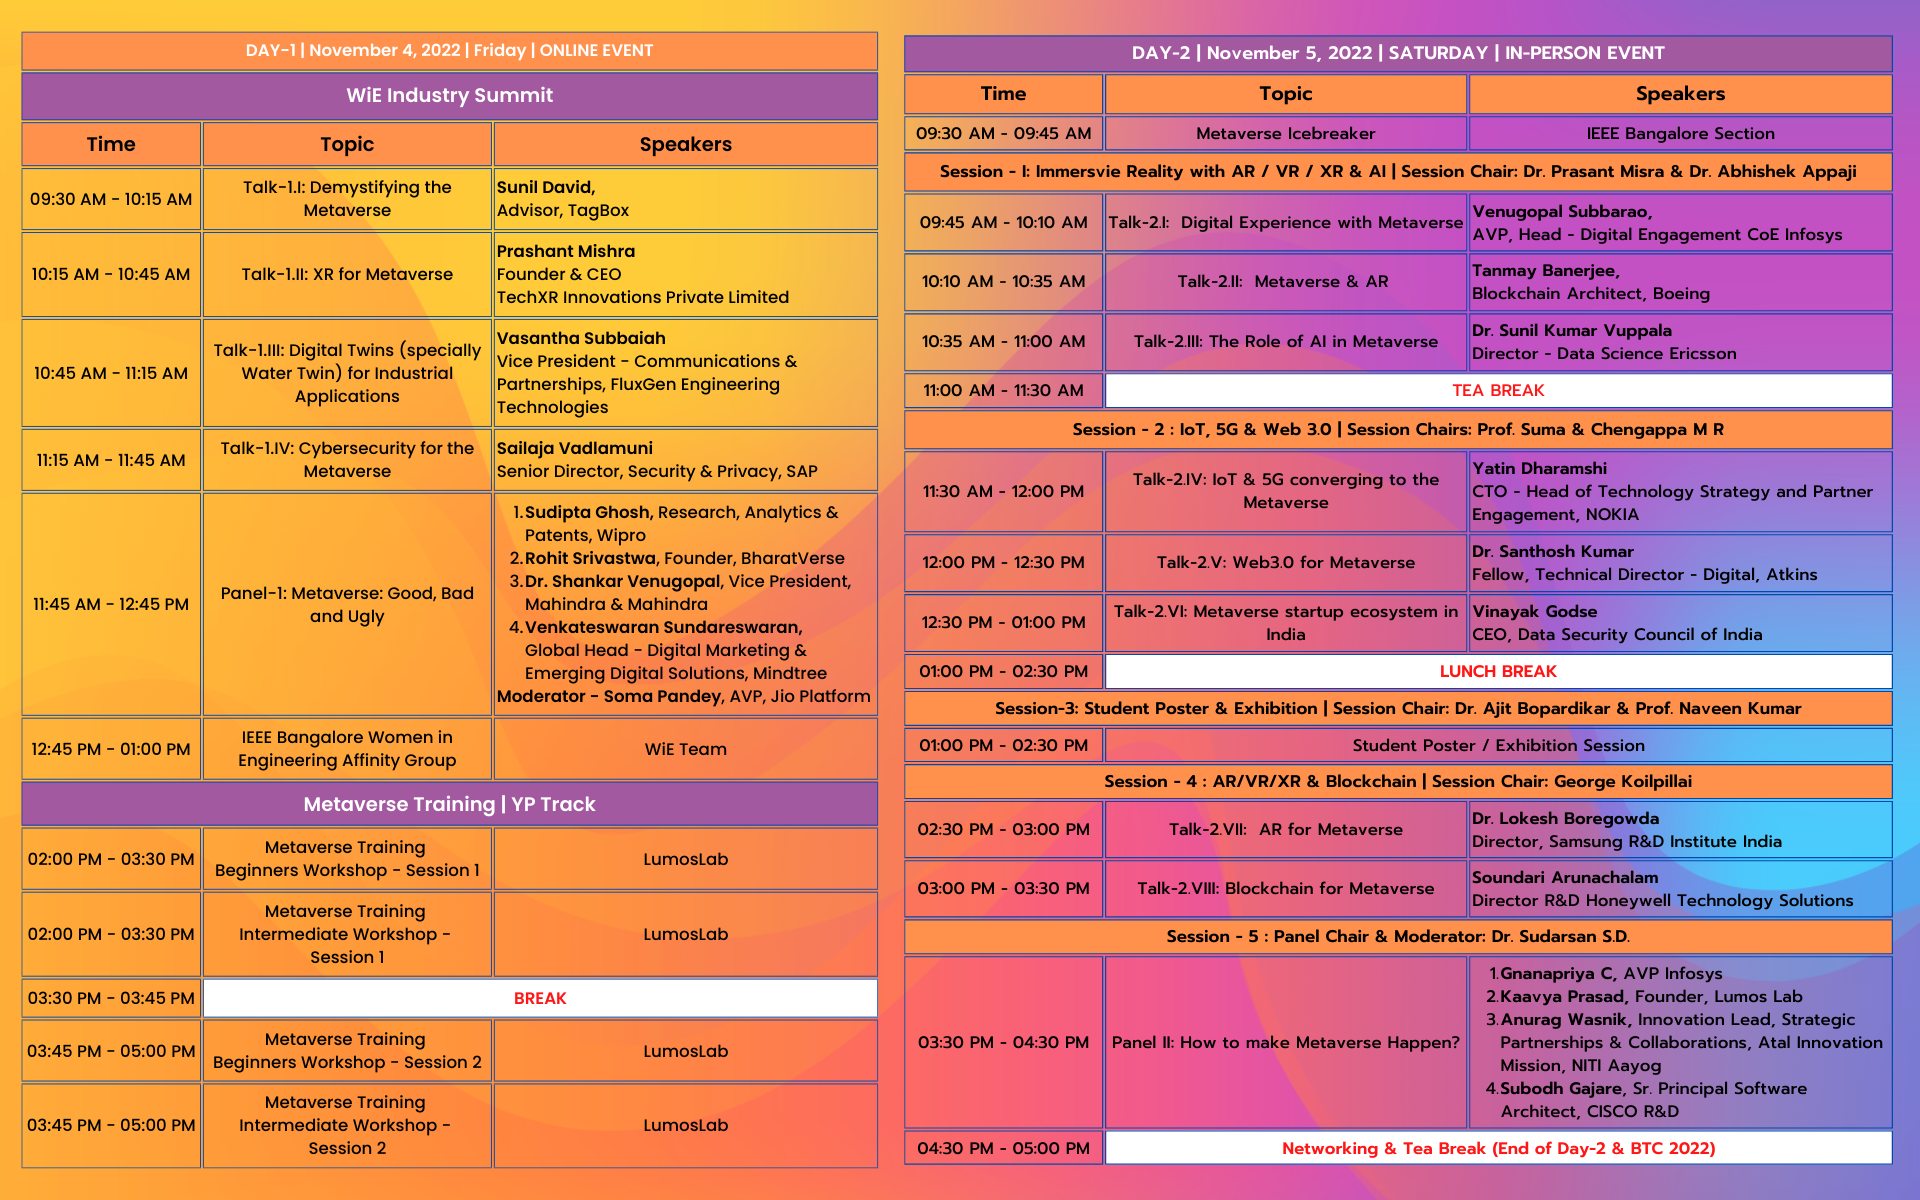 DAY-1 | November 4, 2022 | Friday | ONLINE EVENT
WiE Industry Summit
Time Topic Speakers
09:30 AM - 10:15 AM
Talk-1.I: Demystifying the
Metaverse
Sunil David,
Advisor, TagBox
10:15 AM - 10:45 AM
Talk-1.II: XR for Metaverse
Prashant Mishra
Founder & CEO
TechXR Innovations Private Limited
10:45 AM - 11:15 AM
Talk-1.III: Digital Twins (specially
Water Twin) for Industrial
Applications
Vasantha Subbaiah
Vice President - Communications &
Partnerships, FluxGen Engineering
Technologies
11:15 AM - 11:45 AM
Talk-1.IV: Cybersecurity for the
Metaverse
Sailaja Vadlamuni
Senior Director, Security & Privacy, SAP
11:45 AM - 12:45 PM
Panel-1: Metaverse: Good, Bad
and Ugly
1. Sudipta Ghosh, Research, Analytics &
Patents, Wipro
2. Rohit Srivastwa, Founder, BharatVerse
3. Dr. Shankar Venugopal, Vice President,
Mahindra & Mahindra
4. Venkateswaran Sundareswaran,
Global Head - Digital Marketing &
Emerging Digital Solutions, Mindtree
Moderator - Soma Pandey, AVP, Jio Platform
12:45 PM - 01:00 PM
IEEE Bangalore Women in
Engineering Affinity Group
WiE Team
Metaverse Training | YP Track
02:00 PM - 03:30 PM
Metaverse Training
Beginners Workshop - Session 1
LumosLab
02:00 PM - 03:30 PM
Metaverse Training
Intermediate Workshop -
Session 1
LumosLab
03:30 PM - 03:45 PM
BREAK
03:45 PM - 05:00 PM
Metaverse Training
Beginners Workshop - Session 2
LumosLab
03:45 PM - 05:00 PM
Metaverse Training
Intermediate Workshop -
Session 2
LumosLab
DAY-2 | November 5, 2022 | SATURDAY | IN-PERSON EVENT
Time Topic Speakers
09:30 AM - 09:45 AM
Metaverse Icebreaker
IEEE Bangalore Section
Session - I: Immersvie Reality with AR / VR / XR & AI | Session Chair: Dr. Prasant Misra & Dr. Abhishek Appaji
09:45 AM - 10:10 AM
Talk-2.I: Digital Experience with Metaverse
Venugopal Subbarao,
AVP, Head - Digital Engagement CoE Infosys
10:10 AM - 10:35 AM
Talk-2.II: Metaverse & AR
Tanmay Banerjee,
Blockchain Architect, Boeing
10:35 AM - 11:00 AM
Talk-2.III: The Role of AI in Metaverse
Dr. Sunil Kumar Vuppala
Director - Data Science Ericsson
11:00 AM - 11:30 AM
TEA BREAK
Session - 2 : IoT, 5G & Web 3.0 | Session Chairs: Prof. Suma & Chengappa M R
11:30 AM - 12:00 PM
Talk-2.IV: IoT & 5G converging to the
Metaverse
Yatin Dharamshi
CTO - Head of Technology Strategy and Partner
Engagement, NOKIA
12:00 PM - 12:30 PM
Talk-2.V: Web3.0 for Metaverse
Dr. Santhosh Kumar
Fellow, Technical Director - Digital, Atkins
12:30 PM - 01:00 PM
Talk-2.VI: Metaverse startup ecosystem in
India
Vinayak Godse
CEO, Data Security Council of India
01:00 PM - 02:30 PM
LUNCH BREAK
Session-3: Student Poster & Exhibition | Session Chair: Dr. Ajit Bopardikar & Prof. Naveen Kumar
01:00 PM - 02:30 PM
Student Poster / Exhibition Session
Session - 4 : AR/VR/XR & Blockchain | Session Chair: George Koilpillai
02:30 PM - 03:00 PM
Talk-2.VII: AR for Metaverse
Dr. Lokesh Boregowda
Director, Samsung R&D Institute India
03:00 PM - 03:30 PM
Talk-2.VIII: Blockchain for Metaverse
Soundari Arunachalam
Director R&D Honeywell Technology Solutions
Session - 5 : Panel Chair & Moderator: Dr. Sudarsan S.D.
03:30 PM - 04:30 PM
Panel II: How to make Metaverse Happen?
1. Gnanapriya C, AVP Infosys
2. Kaavya Prasad, Founder, Lumos Lab
3. Anurag Wasnik, Innovation Lead, Strategic
Partnerships & Collaborations, Atal Innovation
Mission, NITI Aayog
4. Subodh Gajare, Sr. Principal Software
Architect, CISCO R&D
04:30 PM - 05:00 PM
Networking & Tea Break (End of Day-2 & BTC 2022)